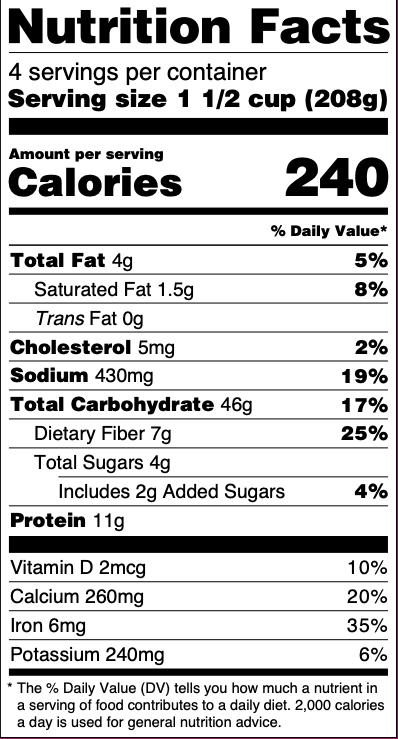 Nutrition Facts
4 servings per container
Serving size 1 1/2 cup (208g)
Amount per serving
Calories 240
% Daily Value*
Total Fat 4g 5%
Saturated Fat 1.5g 8%
Trans Fat 0g
Cholesterol 5mg 2%
Sodium 430mg 19%
Total Carbohydrate 46g 17%
Dietary Fiber 7g 25%
Total Sugars 4g
Includes 2g Added Sugars 4%
Protein 11g
Vitamin D 2mcg 10%
Calcium 260mg 20%
Iron 6mg 35%
Potassium 240mg 6%
* The % Daily Value (DV) tells you how much a nutrient in
a serving of food contributes to a daily diet. 2,000 calories
a day is used for general nutrition advice.